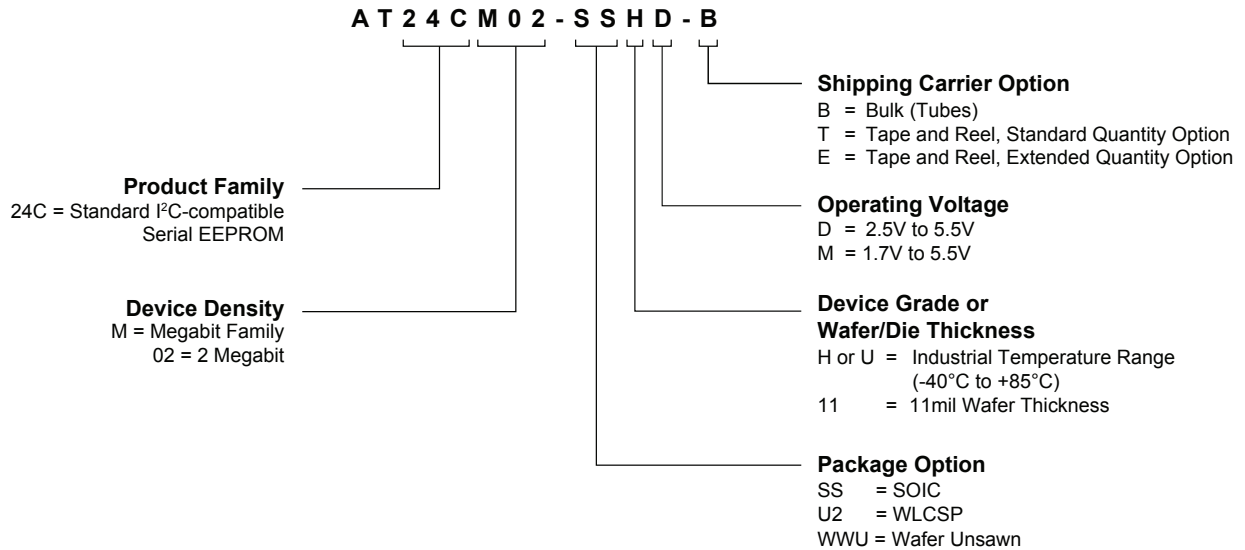 AT24CM02-SSHD-B
Shipping Carrier Option
B = Bulk (Tubes)
T = Tape and Reel, Standard Quantity Option
E = Tape and Reel, Extended Quantity Option
Product Family
24C = Standard I²C-compatible
Serial EEPROM
Operating Voltage
D = 2.5V to 5.5V
M = 1.7V to 5.5V
Device Density
M = Megabit Family
02 = 2 Megabit
Device Grade or
Wafer/Die Thickness
H or U = Industrial Temperature Range
(-40°C to +85°C)
11 = 11mil Wafer Thickness
Package Option
SS = SOIC
U2 = WLCSP
WWU = Wafer Unsawn